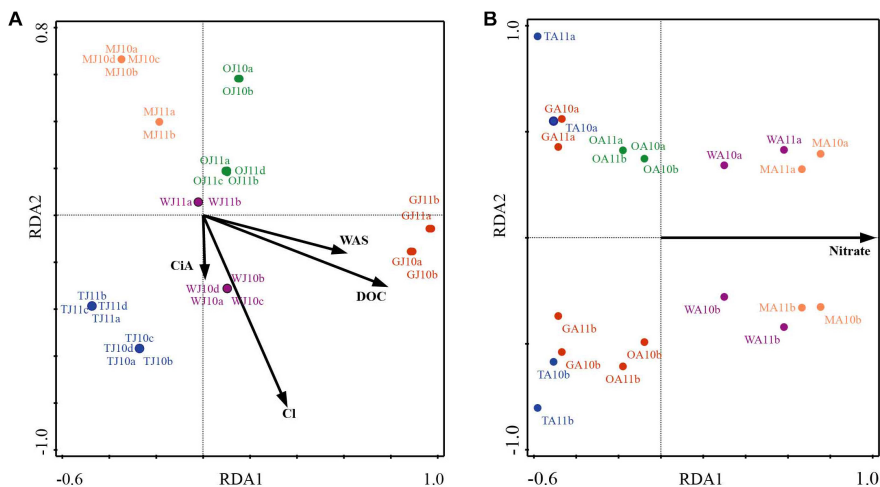 A
0.8
MJ10a
MJ10d MJ10c
MJ10b
MJ11a
MJ11b
OJ10a
OJ10b
OJ11a
OJ11d
OJ11c OJ11b
WJ11a WJ11b
GJ11b
GJ11a
GJ10a
GJ10b
WAS
DOC
CiA
WJ10b
WJ10d
WJ10a WJ10c
Cl
TJ11b
TJ11c TJ11d
TJ11a
TJ10c
TJ10d
TJ10a TJ10b
RDA2
-1.0
-0.6
RDA1
1.0
B
1.0
TA11a
GA10a
TA10a
GA11a
OA11a
OA10a
OA11b
OA10b
WA10a
WA11a
MA10a
MA11a
Nitrate
WA10b
MA11b
MA10b
WA11b
GA11b
OA10b
GA10b
OA11b
TA10b
TA11b
RDA2
-1.0
-0.6
RDA1
1.0